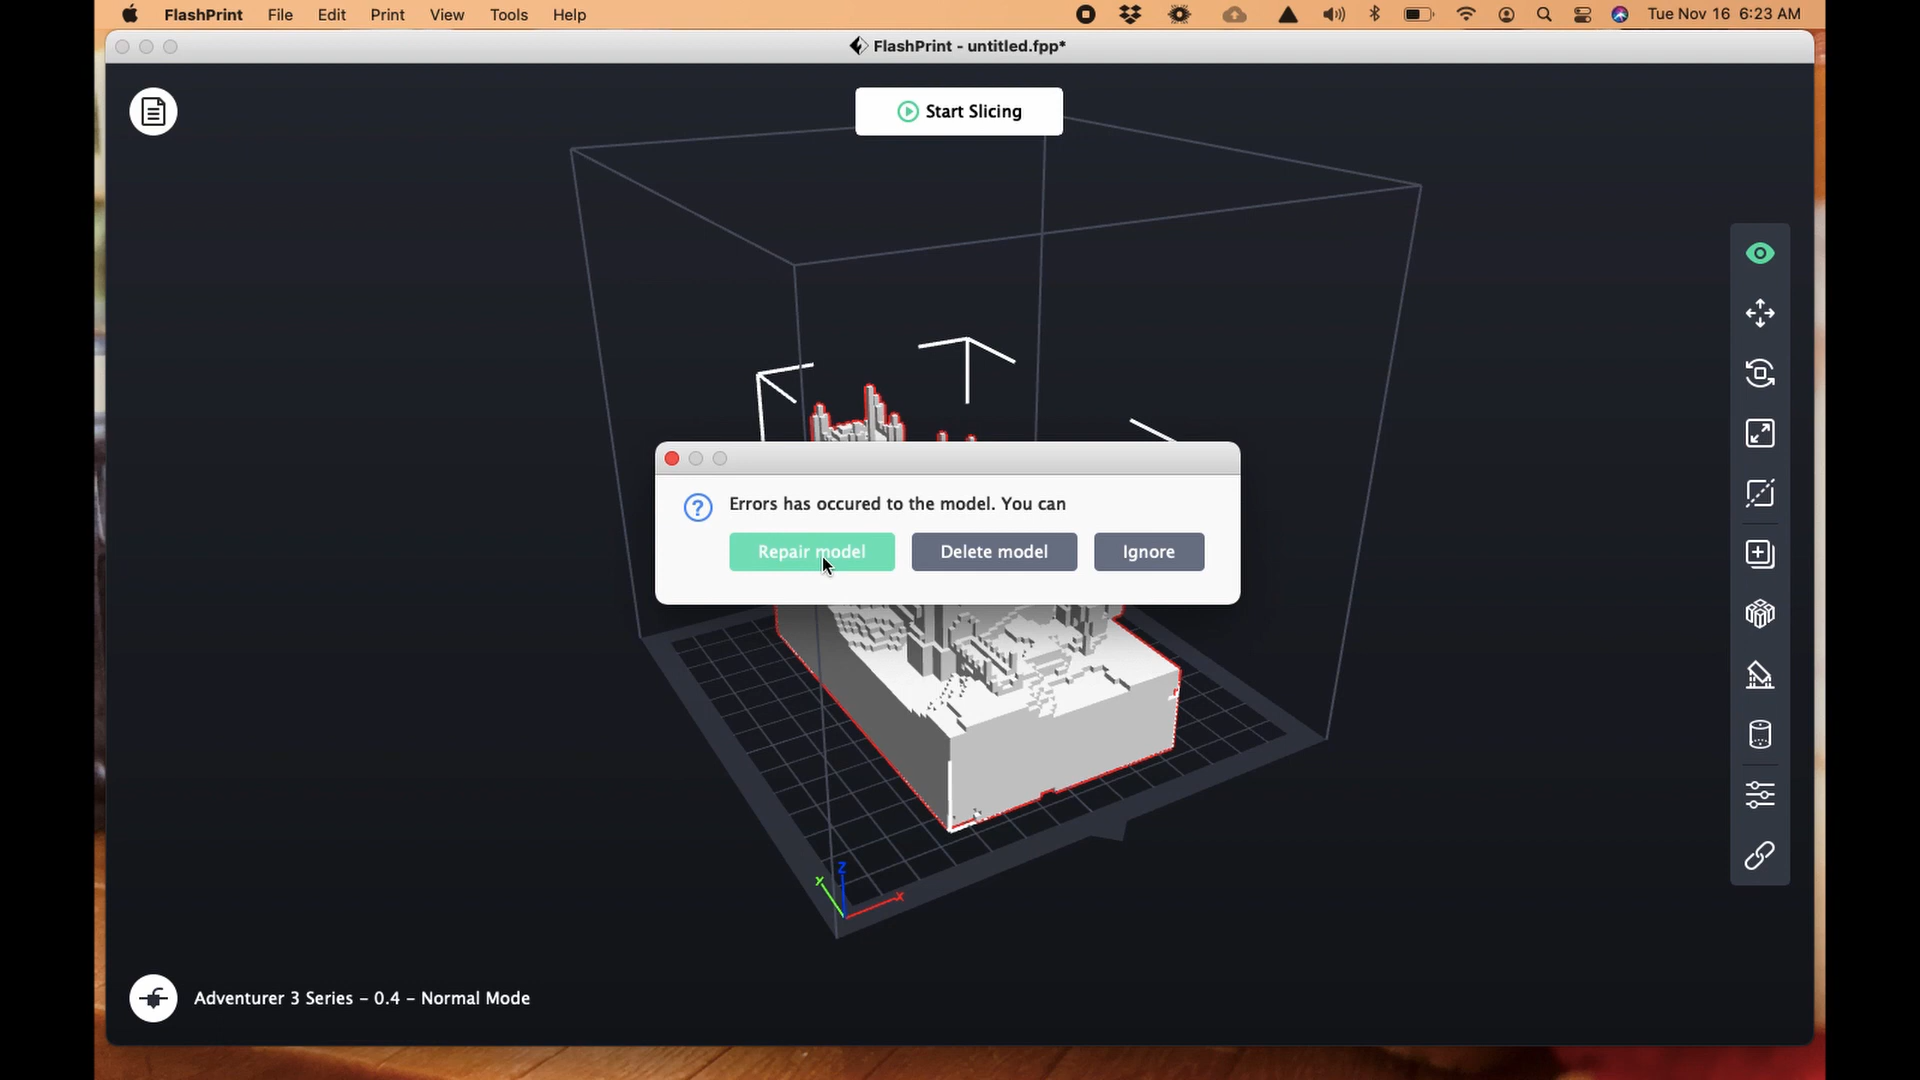 FlashPrint File Edit Print View Tools Help Tue Nov 16 6:23 AM
FlashPrint - untitled.fpp*
Start Slicing
Errors has occured to the model. You can
Repair model Delete model Ignore
Z
Y
X
Adventurer 3 Series - 0.4 - Normal Mode